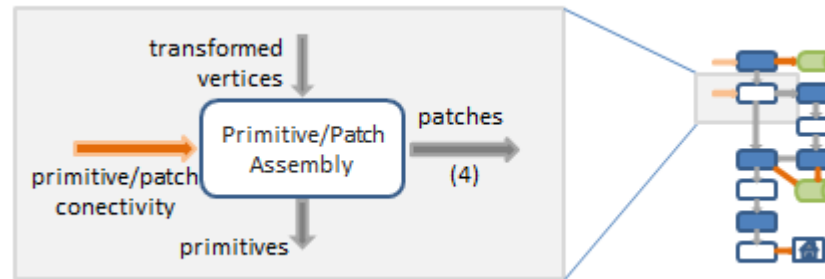 transformed
vertices
Primitive/Patch
Assembly
patches
(4)
primitive/patch
conectivity
primitives